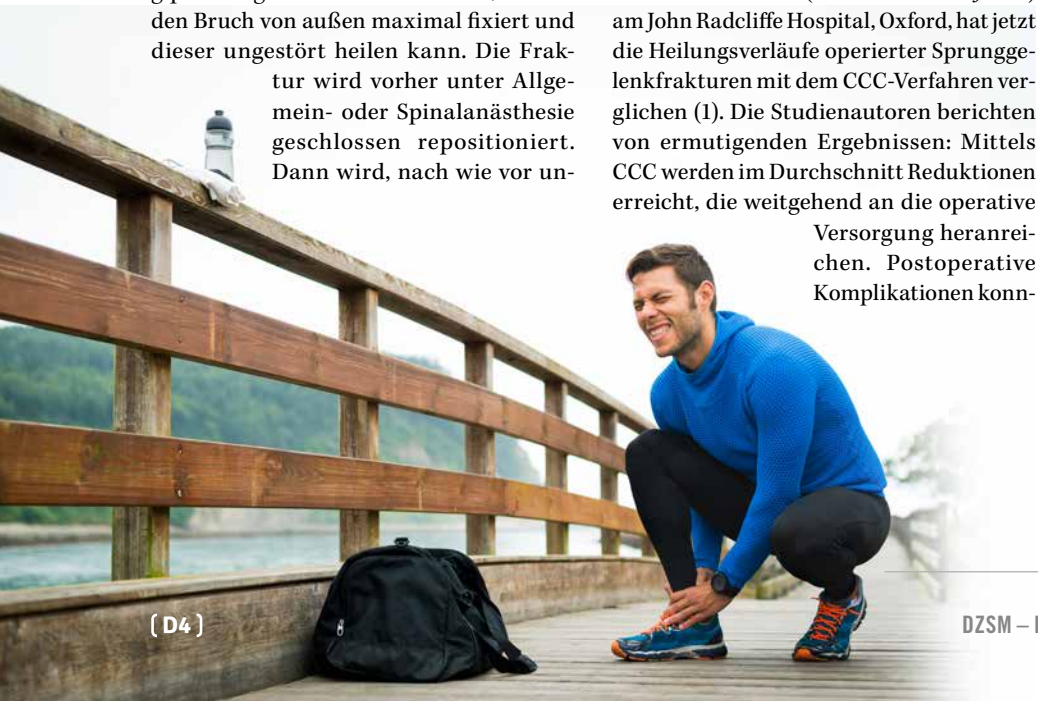 den Bruch von außen maximal fixiert und
dieser ungestört heilen kann. Die Frak-
tur wird vorher unter Allge-
mein- oder Spinalanästhesie
geschlossen repositioniert.
Dann wird, nach wie vor un-
am John Radcliffe Hospital, Oxford, hat jetzt
die Heilungsverläufe operierter Sprungge-
lenkfrakturen mit dem CCC-Verfahren ver-
glichen (1). Die Studienautoren berichten
von ermutigenden Ergebnissen: Mittels
CCC werden im Durchschnitt Reduktionen
erreicht, die weitgehend an die operative
Versorgung heranrei-
chen. Postoperative
Komplikationen konn-
(D4)
DZSM –